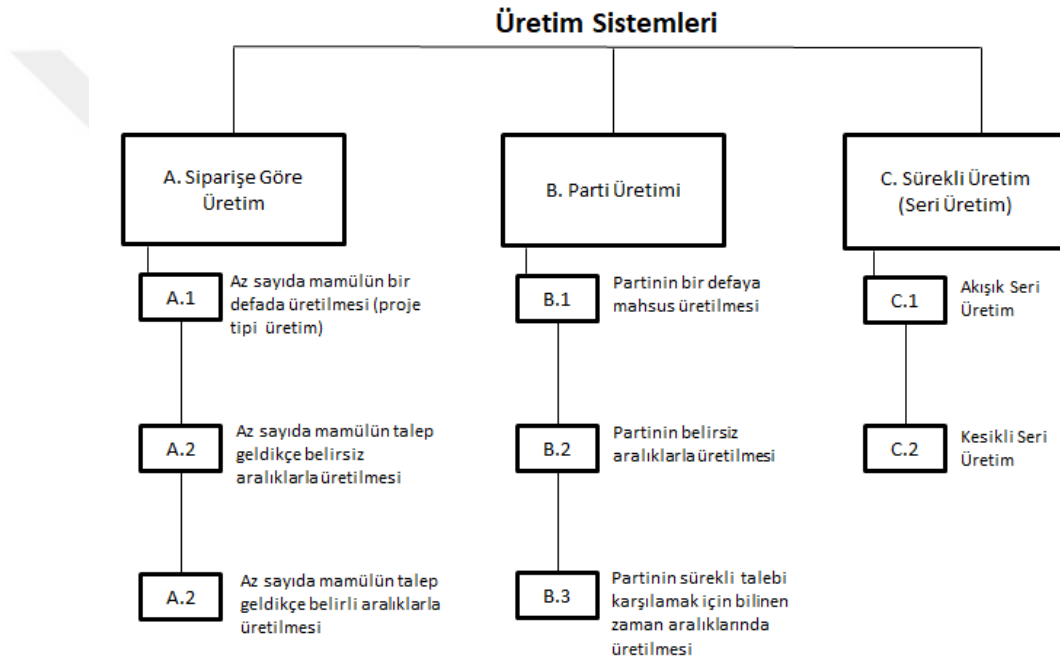 Üretim Sistemleri
A. Siparişe Göre
Üretim
A.1
Az sayıda mamülün bir
defada üretilmesi (proje
tipi üretim)
A.2
Az sayıda mamülün talep
geldikçe belirsiz
aralıklarla üretilmesi
A.2
Az sayıda mamülün talep
geldikçe belirli aralıklarla
üretilmesi
B. Parti Üretimi
B.1
Partinin bir defaya
mahsus üretilmesi
B.2
Partinin belirsiz
aralıklarla üretilmesi
B.3
Partinin sürekli talebi
karşılamak için bilinen
zaman aralıklarında
üretilmesi
C. Sürekli Üretim
(Seri Üretim)
C.1
Akışık Seri
Üretim
C.2
Kesikli Seri
Üretim